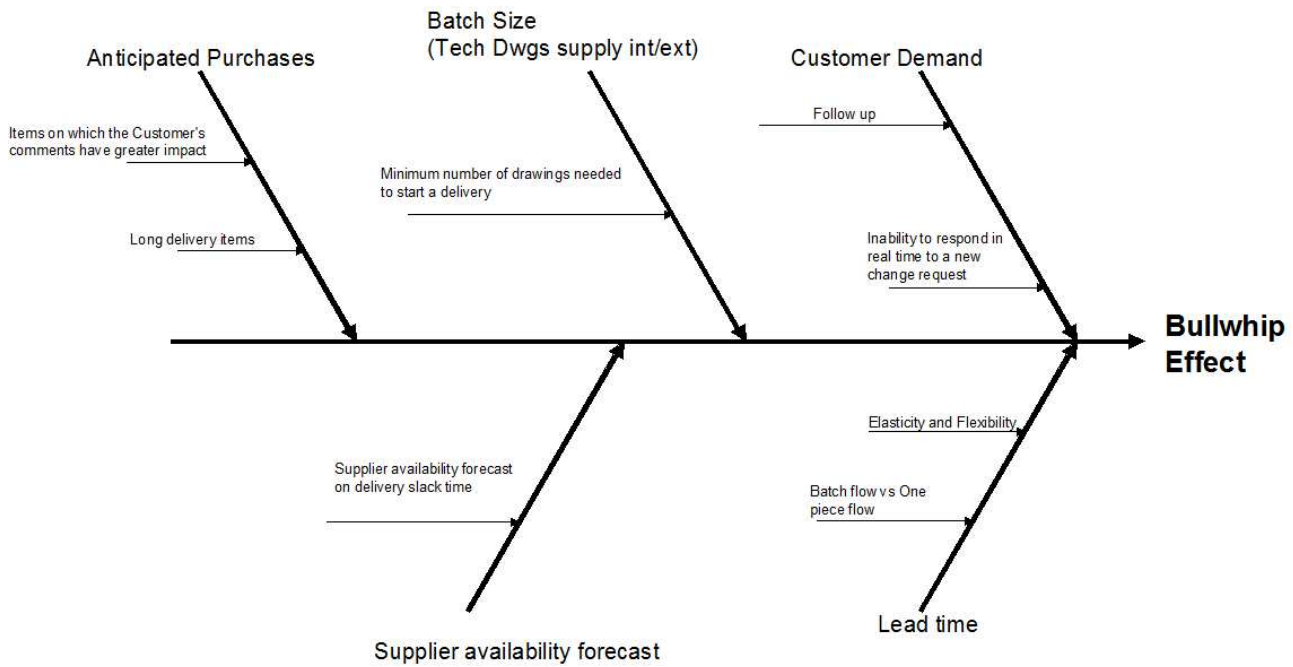 Batch Size
(Tech Dwgs supply int/ext)
Anticipated Purchases
Customer Demand
Follow up
Items on which the Customer's
comments have greater impact
Minimum number of drawings needed
to start a delivery
Long delivery items
Inability to respond in
real time to a new
change request
Bullwhip
Effect
Elasticity and Flexibility
Supplier availability forecast
on delivery slack time
Batch flow vs One
piece flow
Lead time
Supplier availability forecast